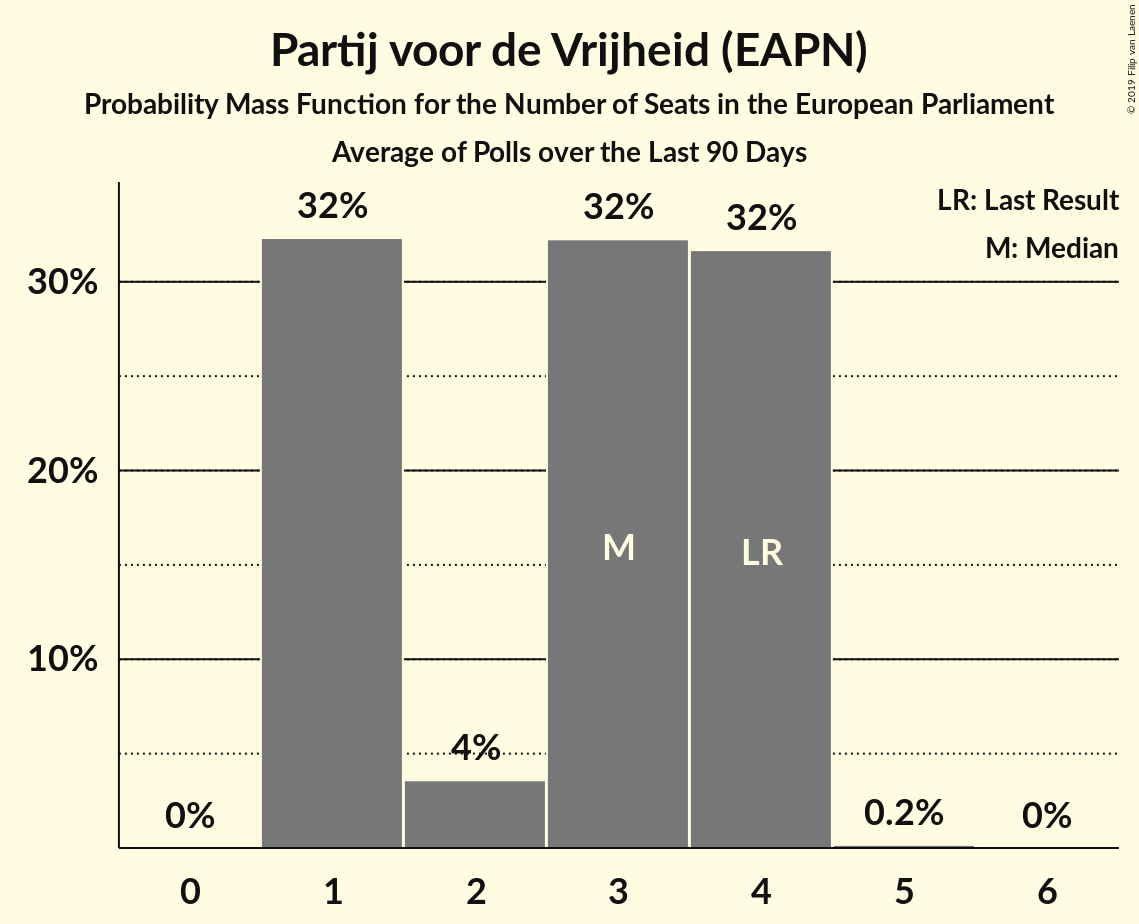 Partij voor de Vrijheid (EAPN)
Probability Mass Function for the Number of Seats in the European Parliament
Average of Polls over the Last 90 Days
© 2019 Filip van Laenen
LR: Last Result
M: Median
32%
32%
32%
30%
20%
10%
M
LR
4%
0%
0.2%
0%
0 1 2 3 4 5 6